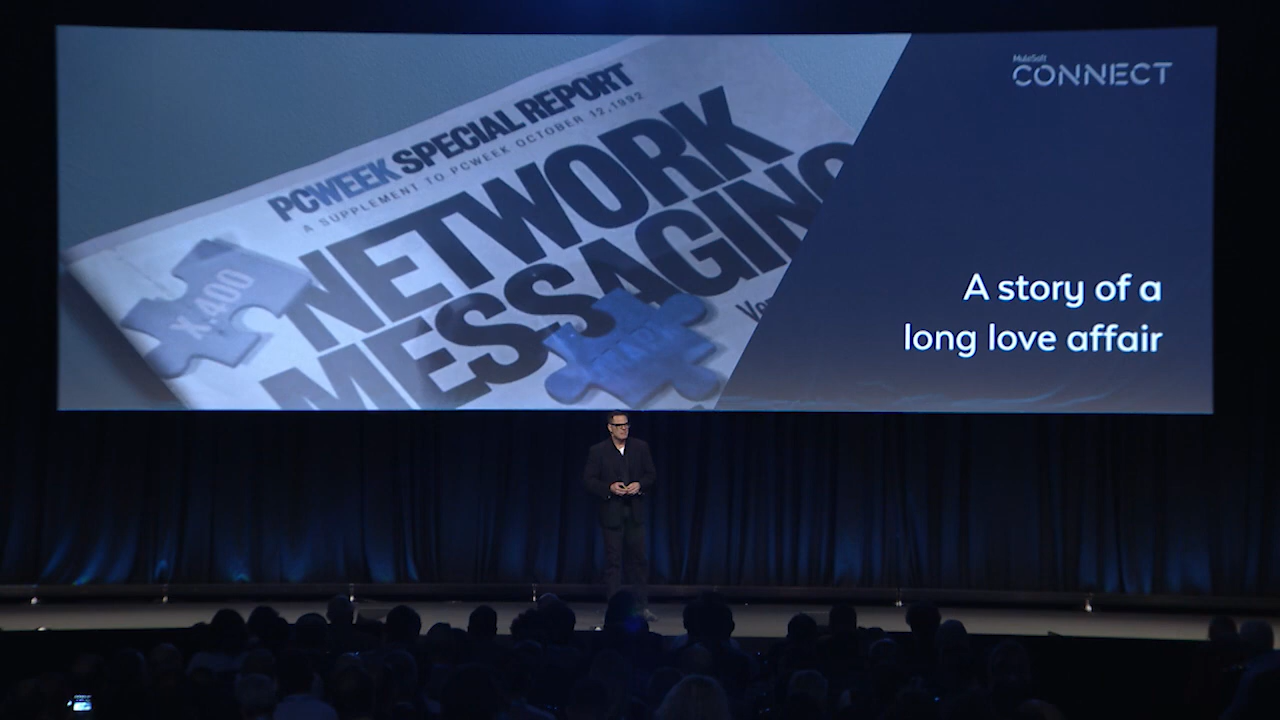 MuleSoft
CONNECT
PCWEEK SPECIAL REPORT
A SUPPLEMENT TO PCWEEK OCTOBER 12, 1992
NETWORK
MESSAGING
X.400
A story of a
long love affair